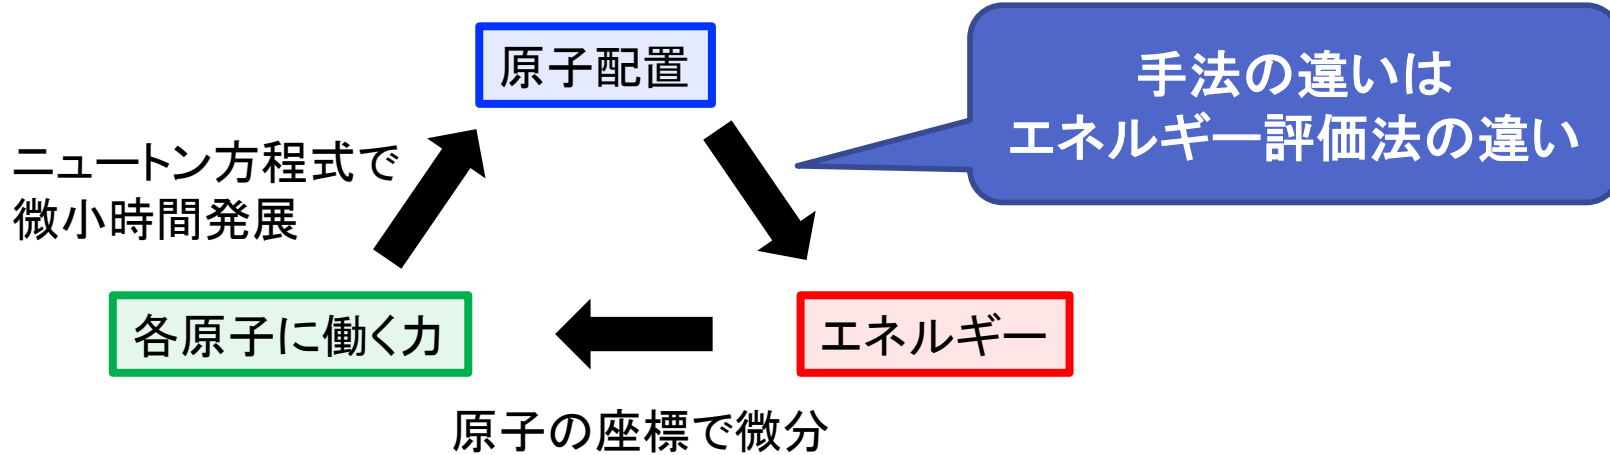 原子配置
手法の違いは
エネルギー評価法の違い
ニュートン方程式で
微小時間発展
各原子に働く力
エネルギー
原子の座標で微分